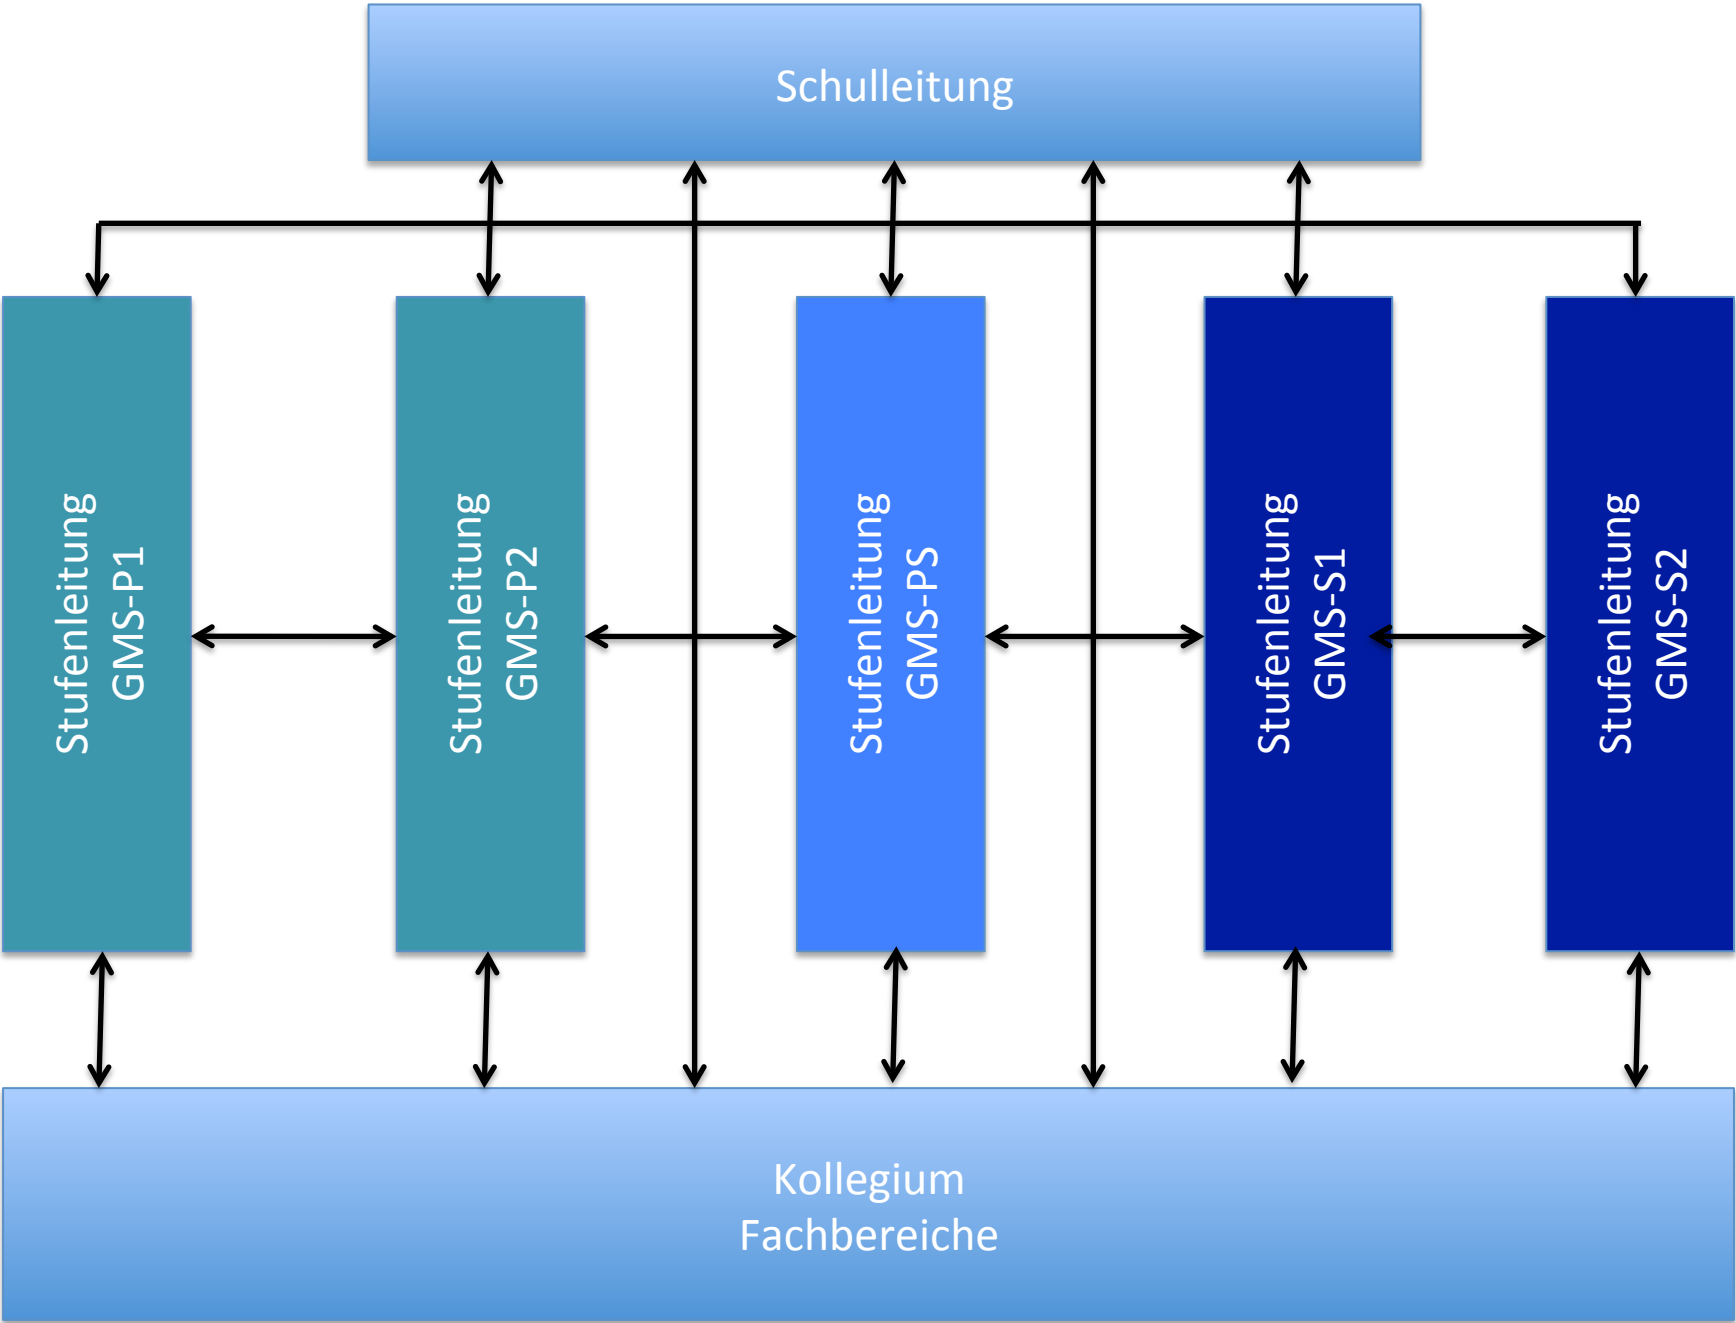 Schulleitung
Stufenleitung
GMS-P1
Stufenleitung
GMS-P2
Stufenleitung
GMS-PS
Stufenleitung
GMS-S1
Stufenleitung
GMS-S2
Kollegium
Fachbereiche